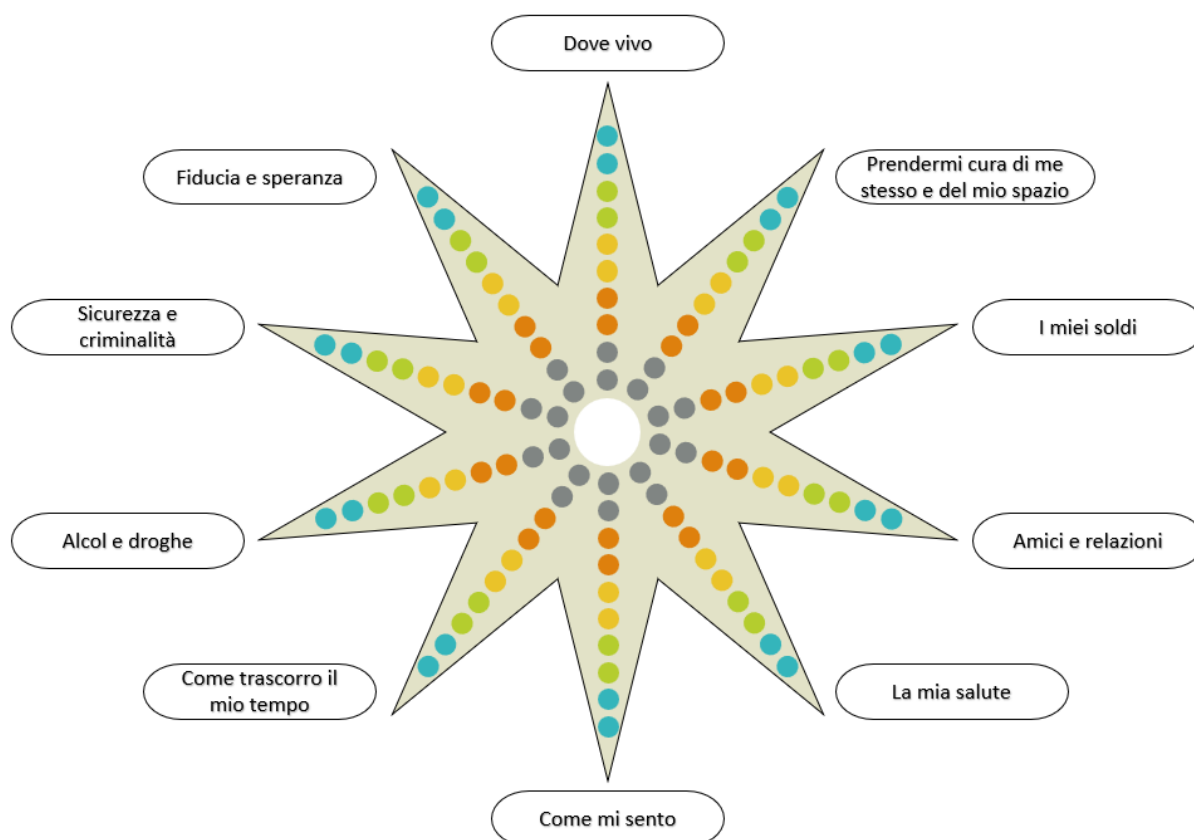 Dove vivo
Prendermi cura di me
stesso e del mio spazio
I miei soldi
Amici e relazioni
La mia salute
Come mi sento
Come trascorro il
mio tempo
Alcol e droghe
Sicurezza e
criminalità
Fiducia e speranza